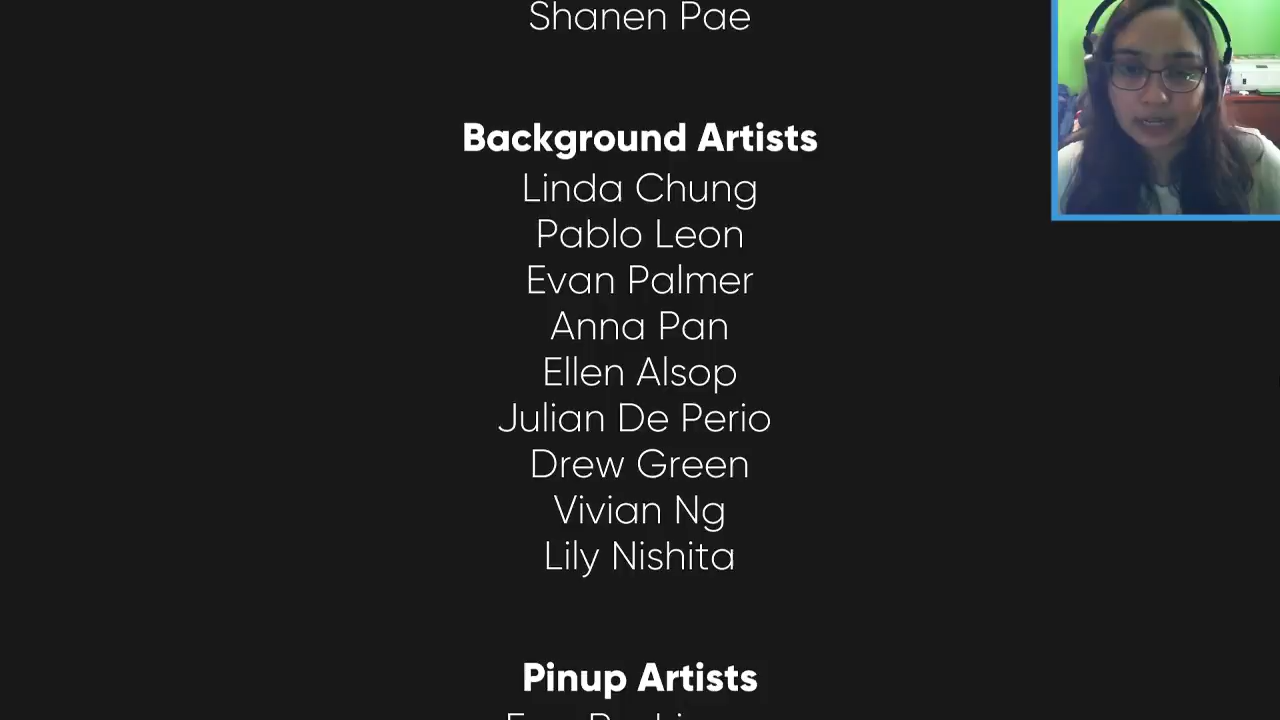 Shanen Pae
Background Artists
Linda Chung
Pablo Leon
Evan Palmer
Anna Pan
Ellen Alsop
Julian De Perio
Drew Green
Vivian Ng
Lily Nishita
Pinup Artists